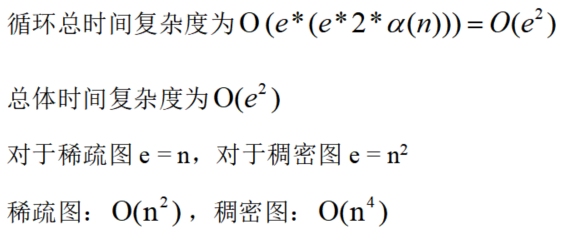 循环总时间复杂度为O(e*(e*2*α(n)))=O(e²)
总体时间复杂度为O(e²)
对于稀疏图 e = n，对于稠密图 e = n²
稀疏图：O(n²)，稠密图：O(n⁴)